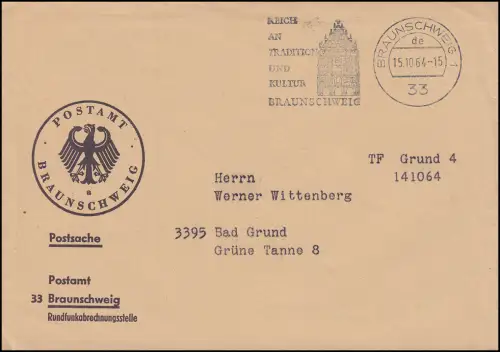 REICH
AN
TRADITION
UND
KULTUR
BRAUNSCHWEIG
BRAUNSCHWEIG 1
de
15.10.64-15
33
POSTAMT
BRAUNSCHWEIG
Postsache
Postamt
33 Braunschweig
Rundfunkabrechnungsstelle
TF Grund 4
141064
Herrn
Werner Wittenberg
3395 Bad Grund
Grüne Tanne 8